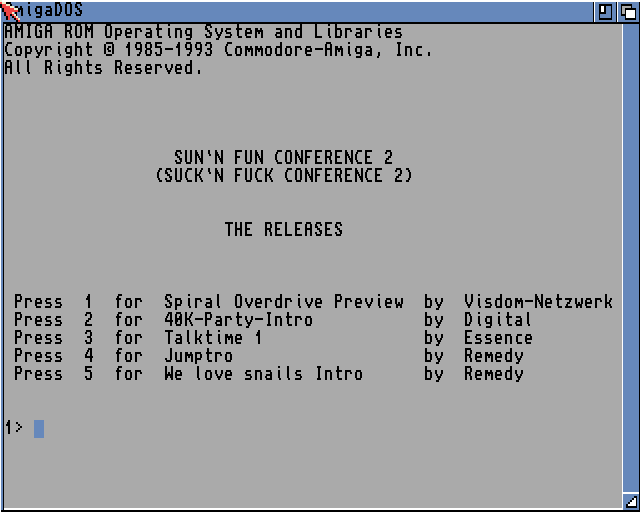 AmigaDOS
AMIGA ROM Operating System and Libraries
Copyright © 1985-1993 Commodore-Amiga, Inc.
All Rights Reserved.
SUN'N FUN CONFERENCE 2
(SUCK'N FUCK CONFERENCE 2)
THE RELEASES
Press 1 for Spiral Overdrive Preview by Visdom-Netzwerk
Press 2 for 40K-Party-Intro by Digital
Press 3 for Talktime 1 by Essence
Press 4 for Jumptro by Remedy
Press 5 for We love snails Intro by Remedy
1>